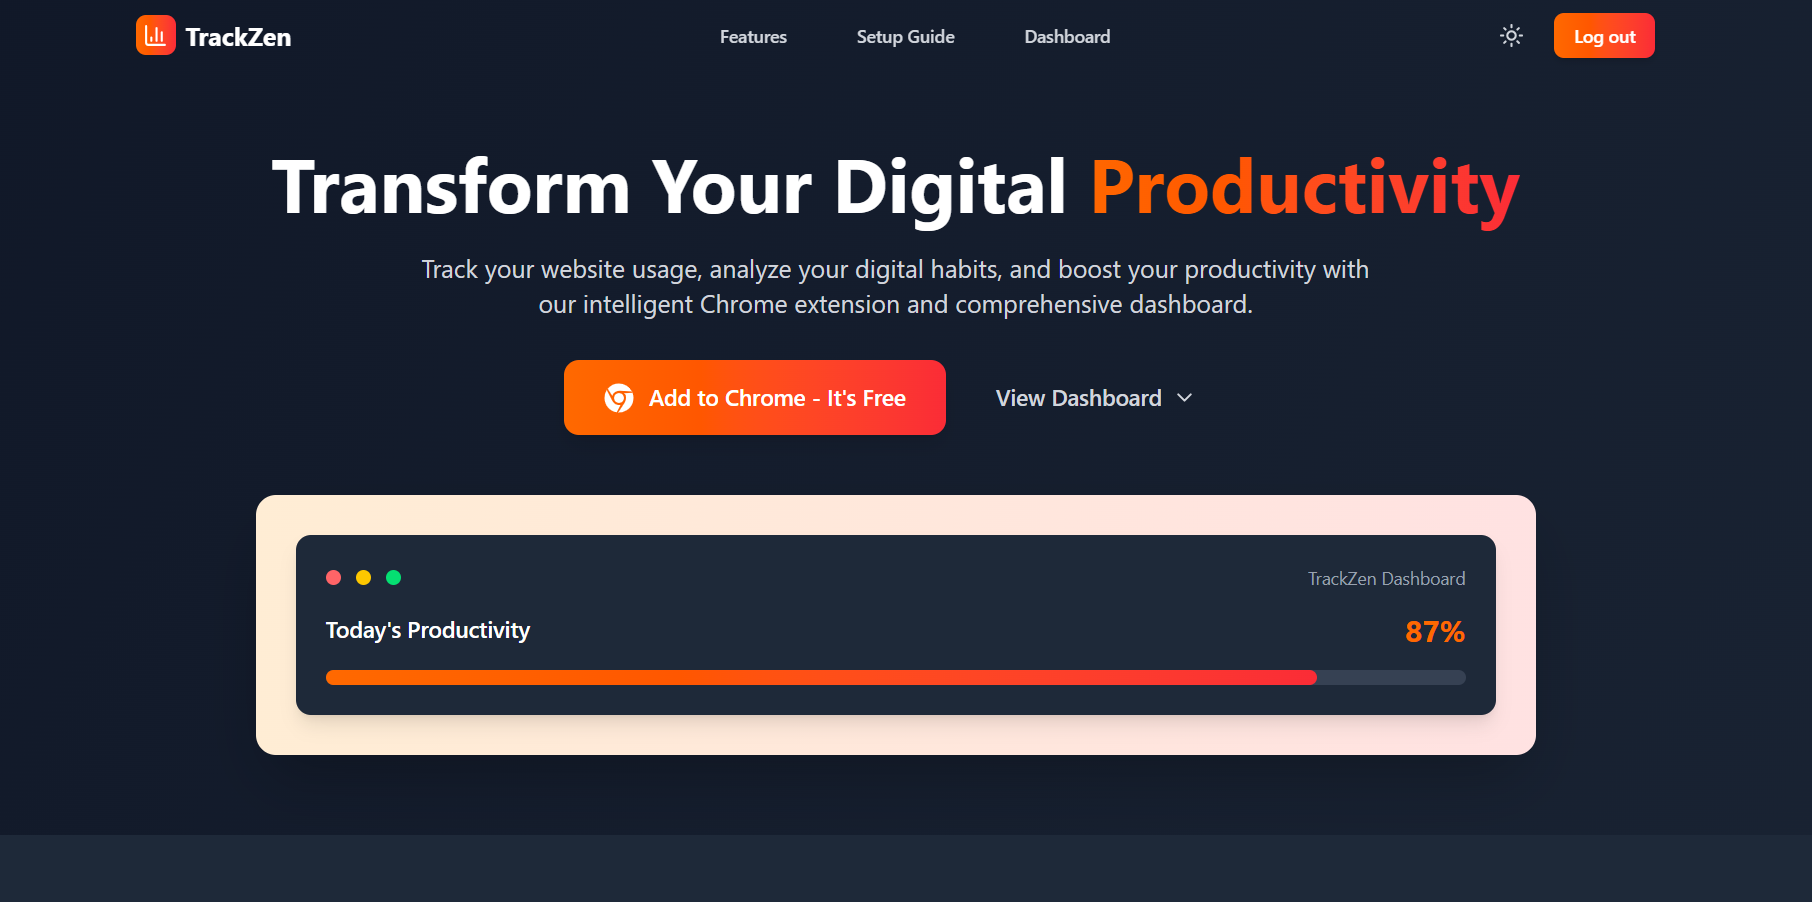 TrackZen
Features
Setup Guide
Dashboard
Log out
Transform Your Digital Productivity
Track your website usage, analyze your digital habits, and boost your productivity with
our intelligent Chrome extension and comprehensive dashboard.
Add to Chrome - It's Free
View Dashboard
TrackZen Dashboard
Today's Productivity
87%